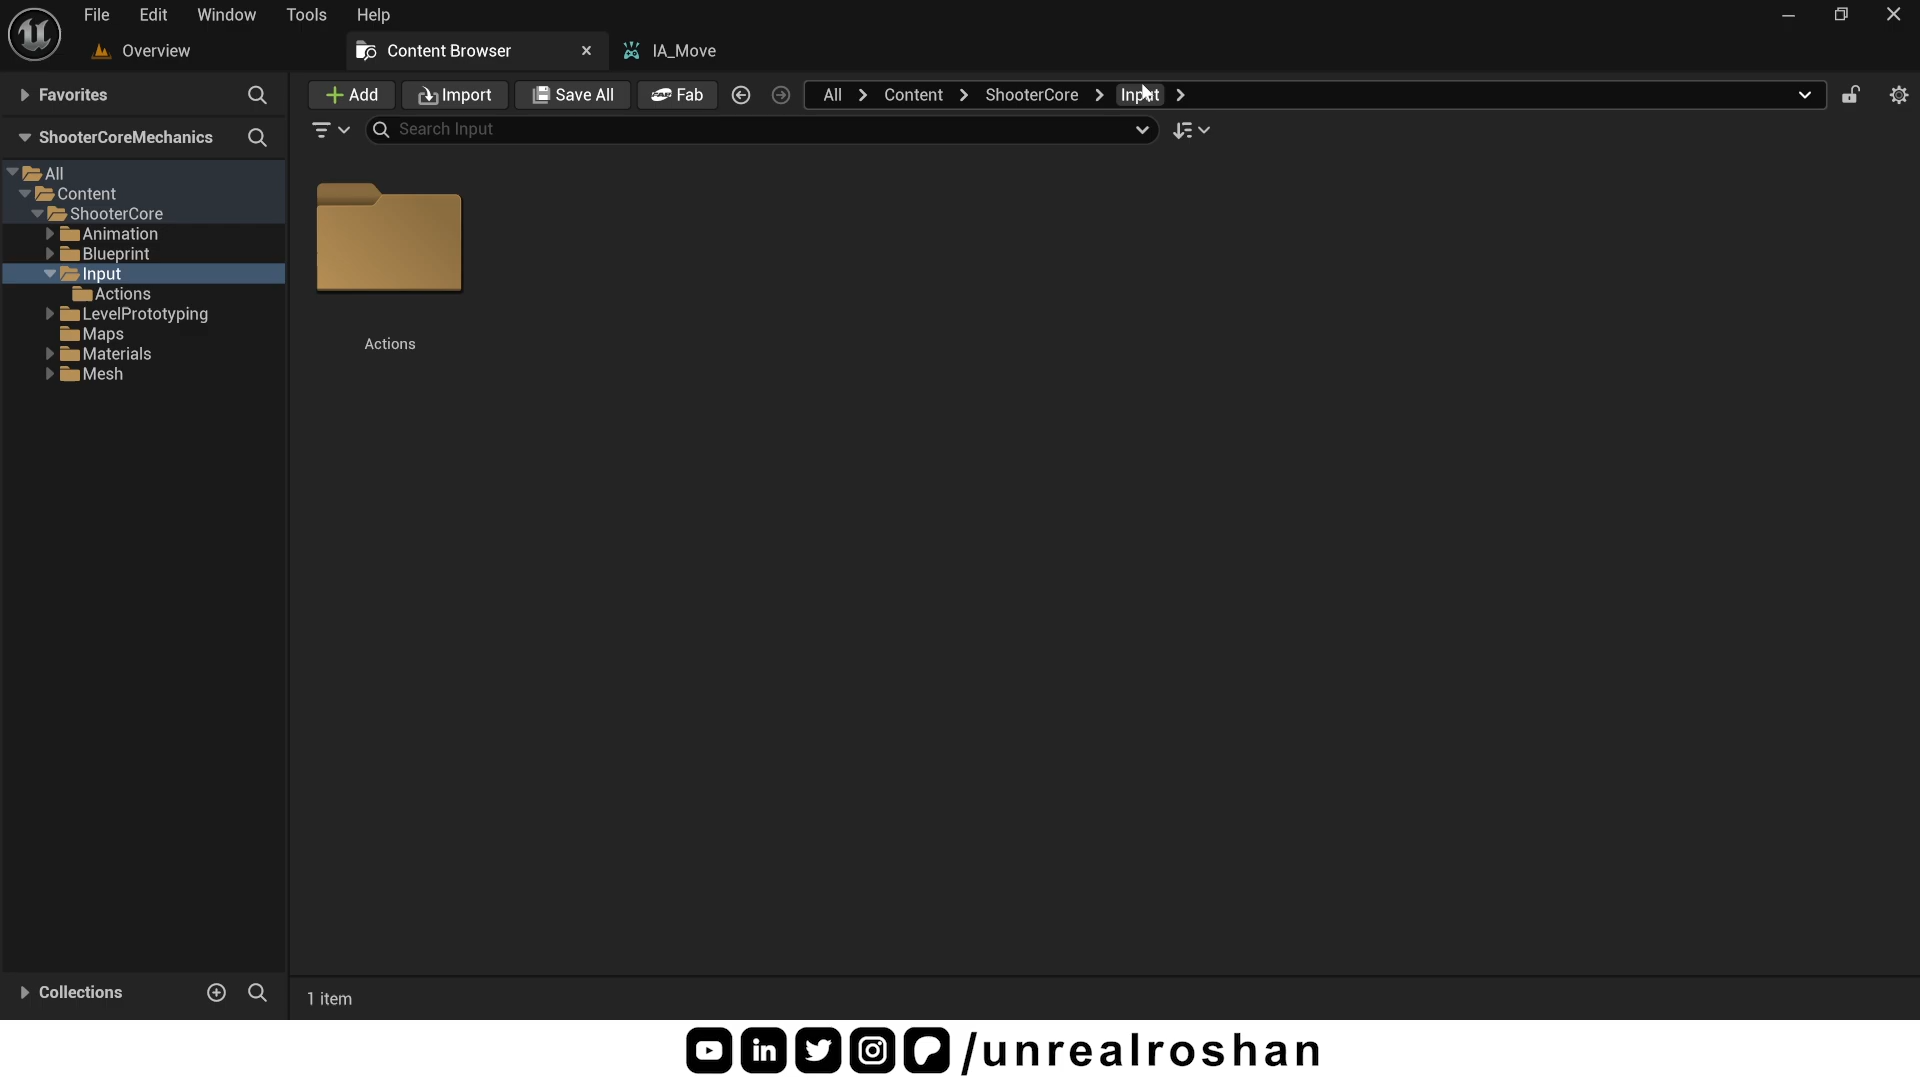 File Edit Window Tools Help
Overview Content Browser IA_Move
Favorites Add Import Save All Fab All Content ShooterCore Input
Search Input
ShooterCoreMechanics
All
Content
ShooterCore
Animation
Blueprint
Input
Actions
LevelPrototyping
Maps
Materials
Mesh
Actions
Collections
1 item
/unrealroshan